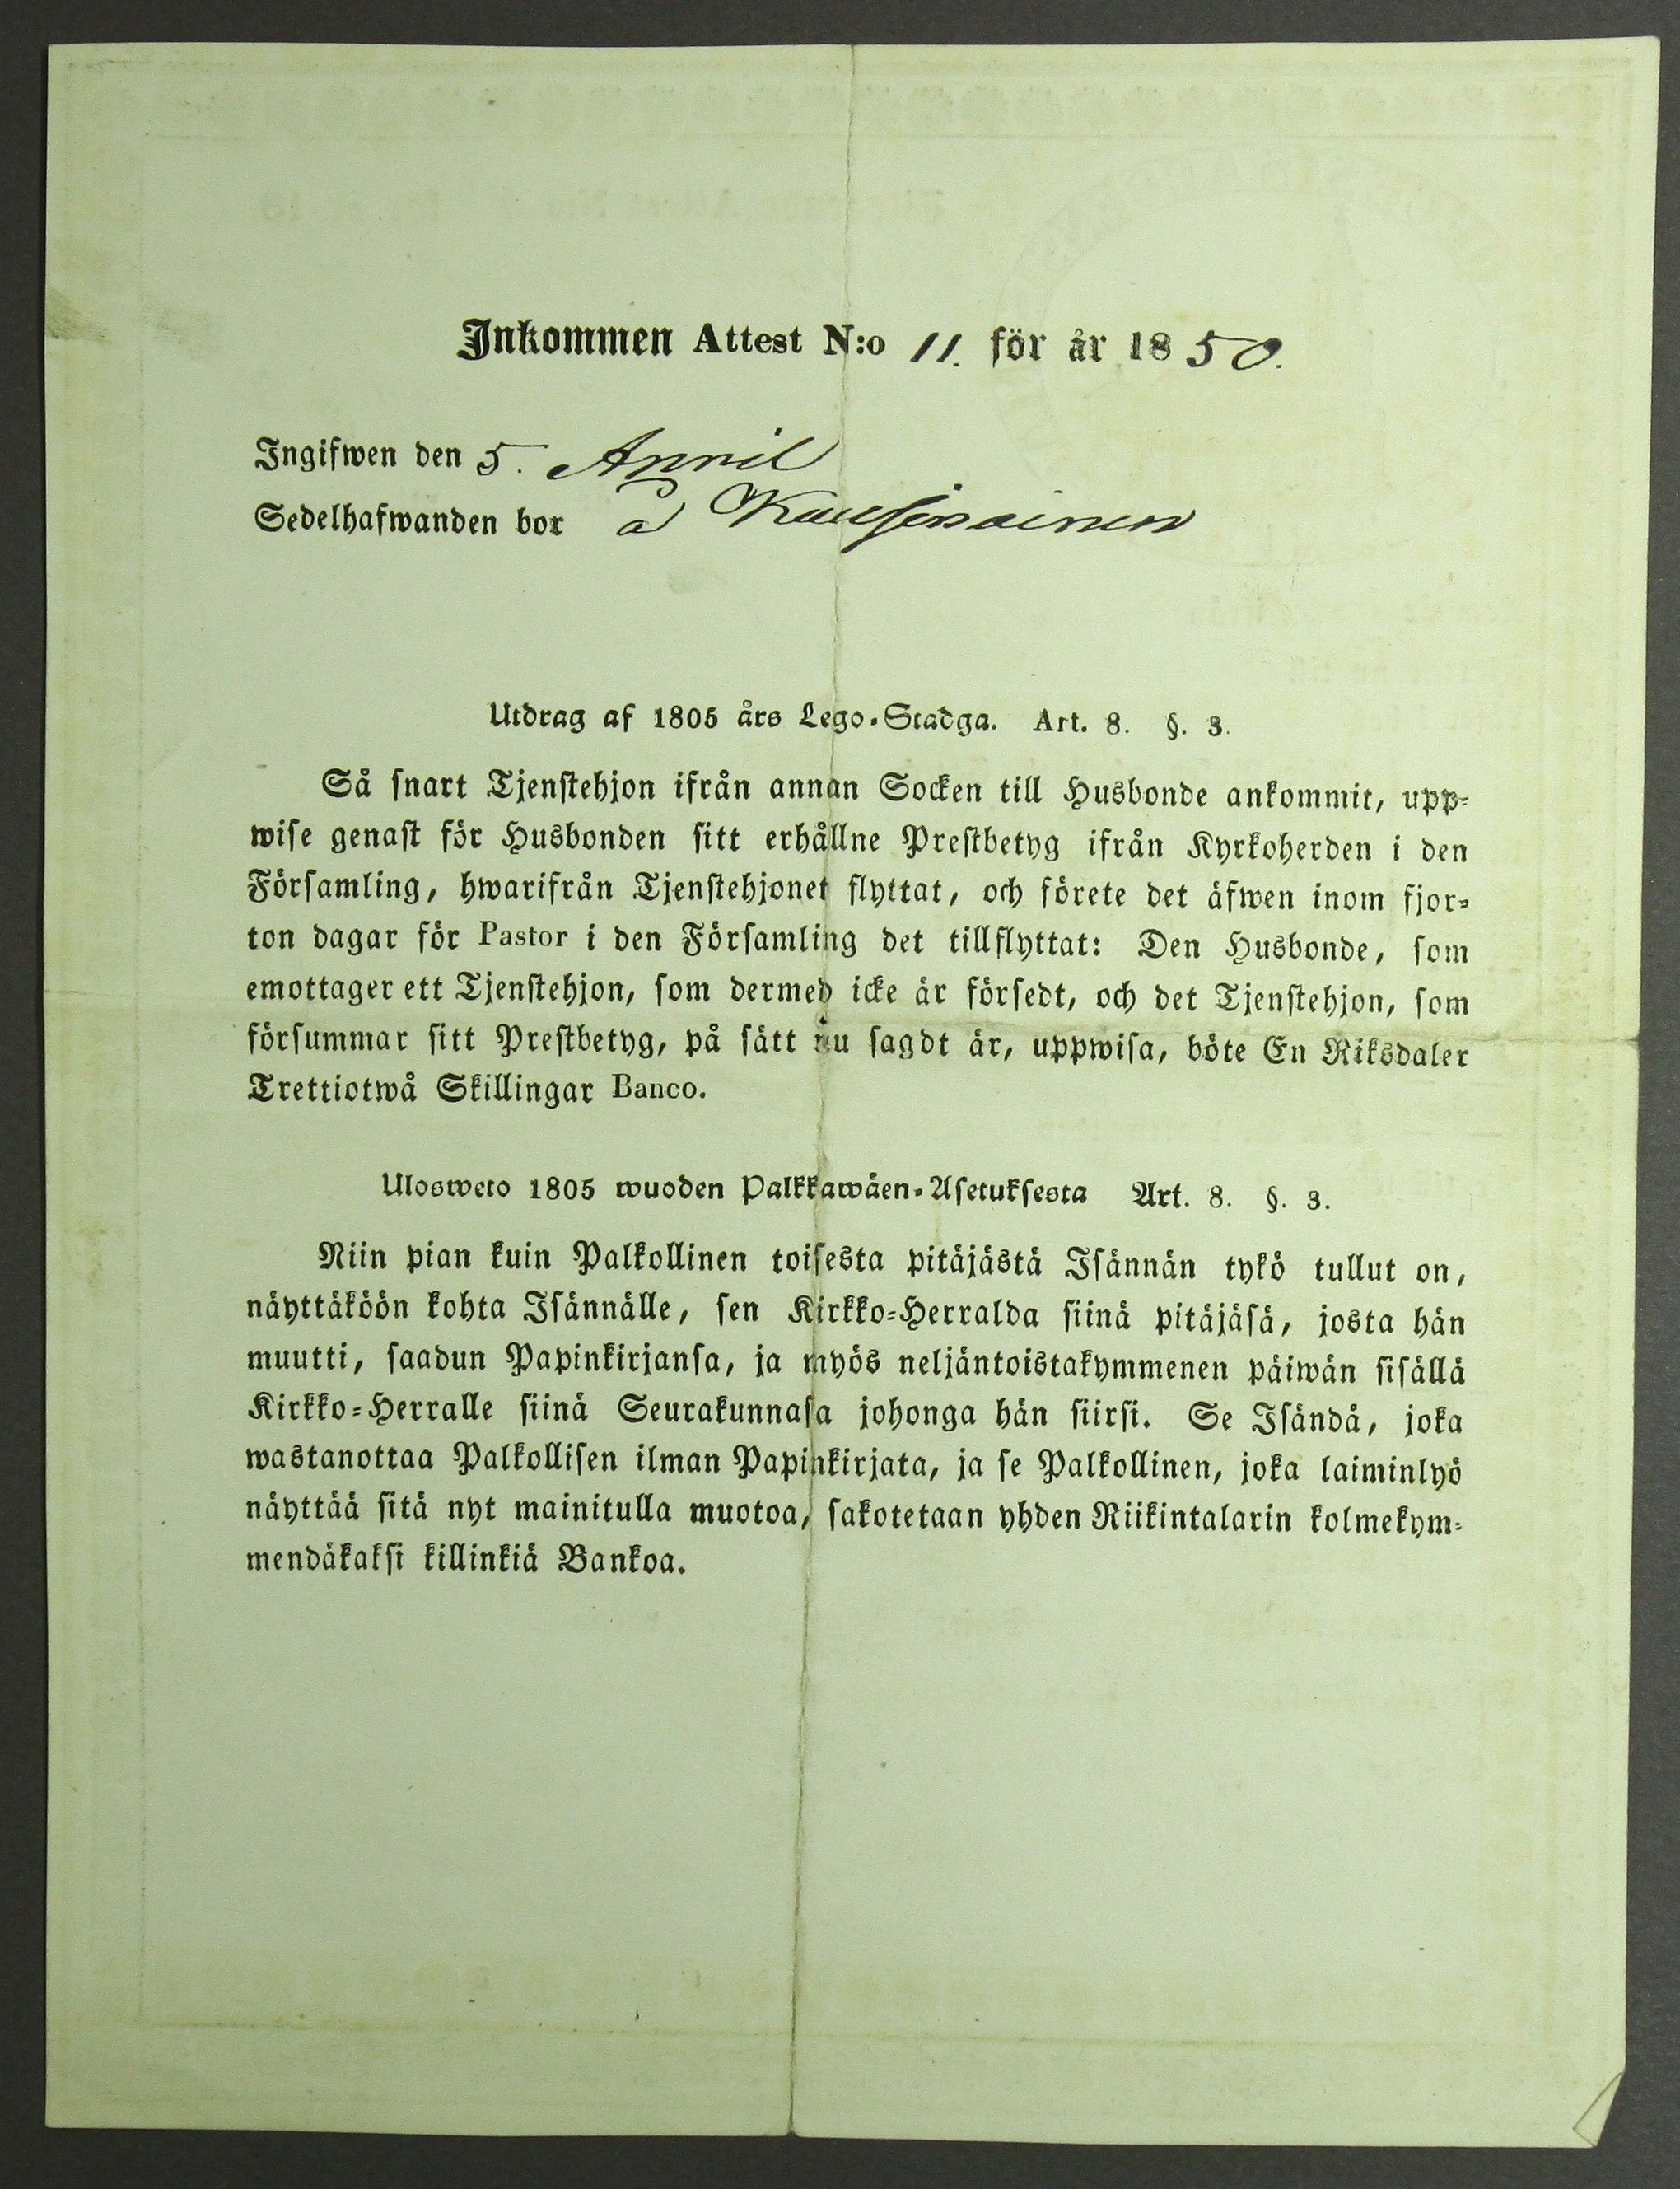 Inkommen Attest N:o 11. för år 1850.
Ingifwen den 5. April
Sedelhafwanden bor å
Utdrag af 1805 års Lego-Stadga. Art. 8. §. 3.
Så snart Tjenstehjon ifrån annan Socken till Husbonde ankommit, upp-
wise genast för Husbonden sitt erhållne Prestbetyg ifrån Kyrkoherden i den
Församling, hwarifrån Tjenstehjonet flyttat, och förete det äfwen inom fjor-
ton dagar för Pastor i den Församling det tillflyttat: Den Husbonde, som
emottager ett Tjenstehjon, som dermed icke är försedt, och det Tjenstehjon, som
försummar sitt Prestbetyg, på sätt nu sagdt är, uppwisa, böte En Riksdaler
Trettiotwå Skillingar Banco.
Ulosweto 1805 wuoden Palkkawäen-Asetuksesta Art. 8. §. 3.
Niin pian kuin Palkollinen toisesta pitäjästä Isännän tykö tullut on,
näyttäköön kohta Isännälle, sen Kirkko-Herralda siinä pitäjäsä, josta hän
muutti, saadun Papinkirjansa, ja myös neljäntoistakymmenen päiwän sisällä
Kirkko-Herralle siinä Seurakunnasa johonga hän siirsi. Se Isändä, joka
wastanottaa Palkollisen ilman Papinkirjata, ja se Palkollinen, joka laiminlyö
näyttää sitä nyt mainitulla muotoa, sakotetaan yhden Riikintalarin kolmekym-
mendäkaksi killinkiä Bankoa.